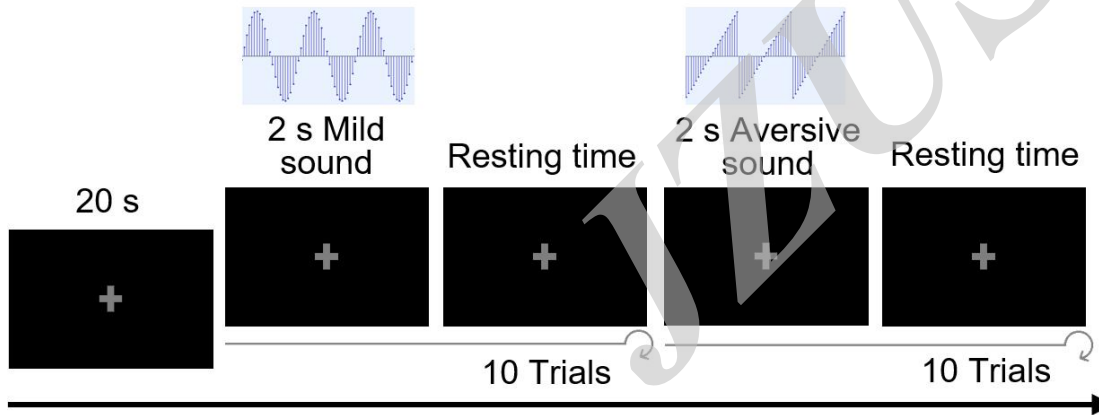 2 s Mild
sound
Resting time
2 s Aversive
sound
Resting time
20 s
10 Trials
10 Trials
JZUS